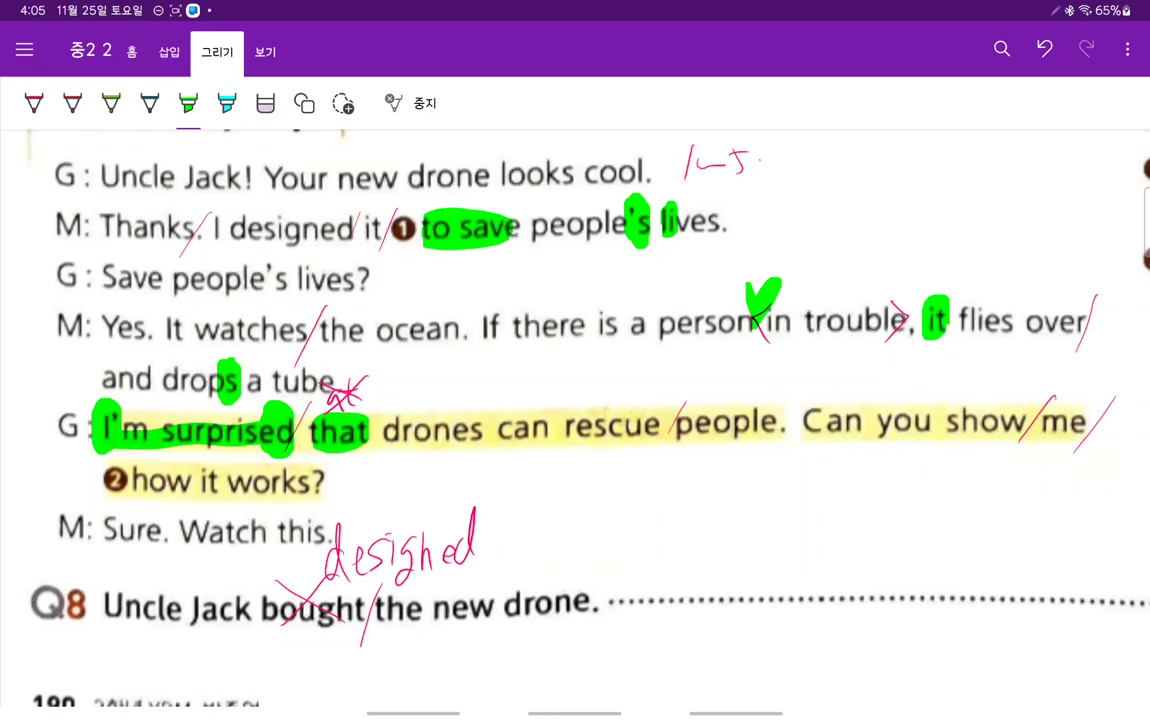 4:05 11월 25일 토요일 65%
중2 2 홈 삽입 그리기 보기
중지
G : Uncle Jack! Your new drone looks cool.
M: Thanks. I designed it ❶ to save people's lives.
G : Save people's lives?
M: Yes. It watches the ocean. If there is a person in trouble, it flies over
and drops a tube
G : I'm surprised that drones can rescue people. Can you show me
❷ how it works?
M: Sure. Watch this.
designed
Q8 Uncle Jack bought the new drone.
190